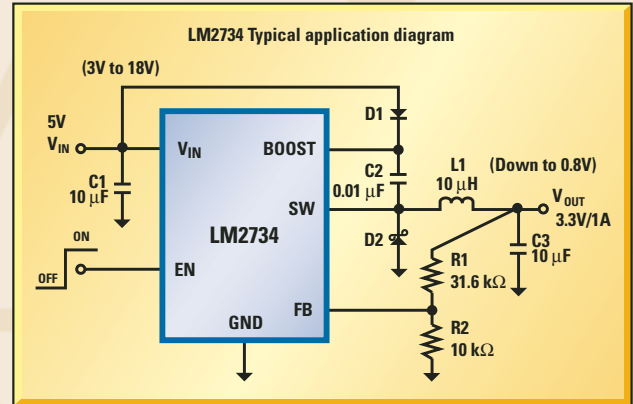 LM2734 Typical application diagram
(3V to 18V)
D1
5V
VIN
VIN
BOOST
C1
10 μF
C2
0.01 μF
L1
10 μH
(Down to 0.8V)
SW
VOUT
3.3V/1A
LM2734
D2
C3
10 μF
ON
OFF
EN
R1
31.6 kΩ
FB
R2
10 kΩ
GND